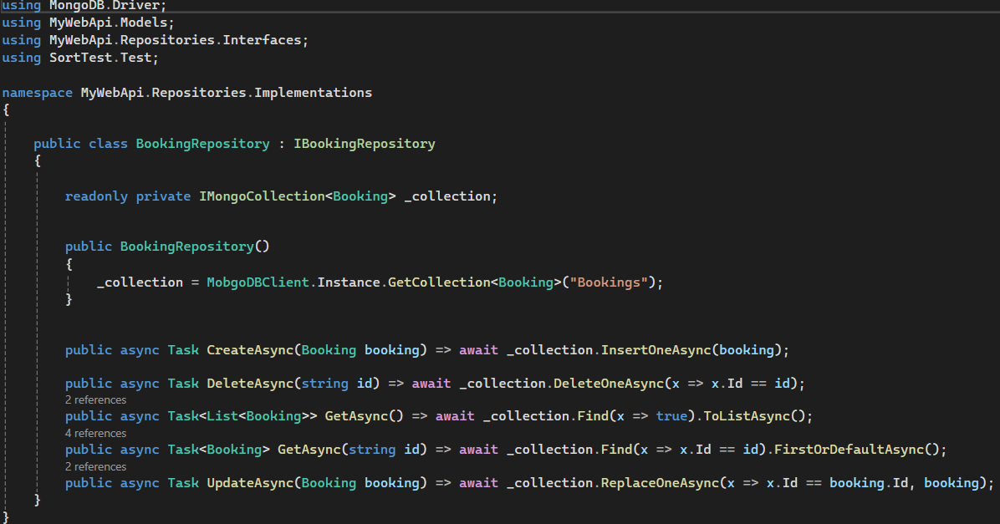 using MongoDB.Driver;
using MyWebApi.Models;
using MyWebApi.Repositories.Interfaces;
using SortTest.Test;
namespace MyWebApi.Repositories.Implementations
{
public class BookingRepository : IBookingRepository
{
readonly private IMongoCollection<Booking> _collection;
public BookingRepository()
{
_collection = MobgoDBClient.Instance.GetCollection<Booking>("Bookings");
}
public async Task CreateAsync(Booking booking) => await _collection.InsertOneAsync(booking);
public async Task DeleteAsync(string id) => await _collection.DeleteOneAsync(x => x.Id == id);
2 references
public async Task<List<Booking>> GetAsync() => await _collection.Find(x => true).ToListAsync();
4 references
public async Task<Booking> GetAsync(string id) => await _collection.Find(x => x.Id == id).FirstOrDefaultAsync();
2 references
public async Task UpdateAsync(Booking booking) => await _collection.ReplaceOneAsync(x => x.Id == booking.Id, booking);
}
}